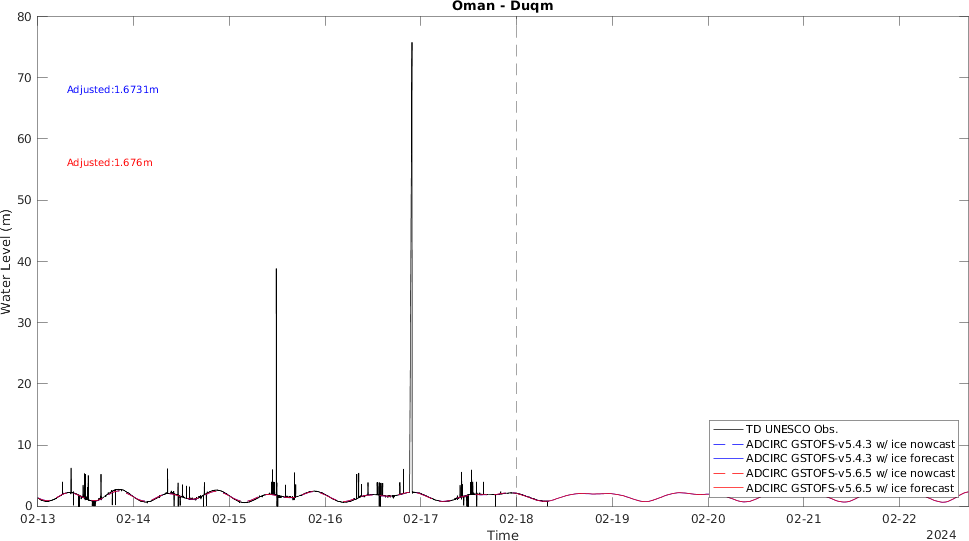 Oman - Duqm
80
70
60
50
40
30
20
10
0
Water Level (m)
Adjusted:1.6731m
Adjusted:1.676m
TD UNESCO Obs.
ADCIRC GSTOFS-v5.4.3 w/ ice nowcast
ADCIRC GSTOFS-v5.4.3 w/ ice forecast
ADCIRC GSTOFS-v5.6.5 w/ ice nowcast
ADCIRC GSTOFS-v5.6.5 w/ ice forecast
02-13 02-14 02-15 02-16 02-17 02-18 02-19 02-20 02-21 02-22
Time
2024